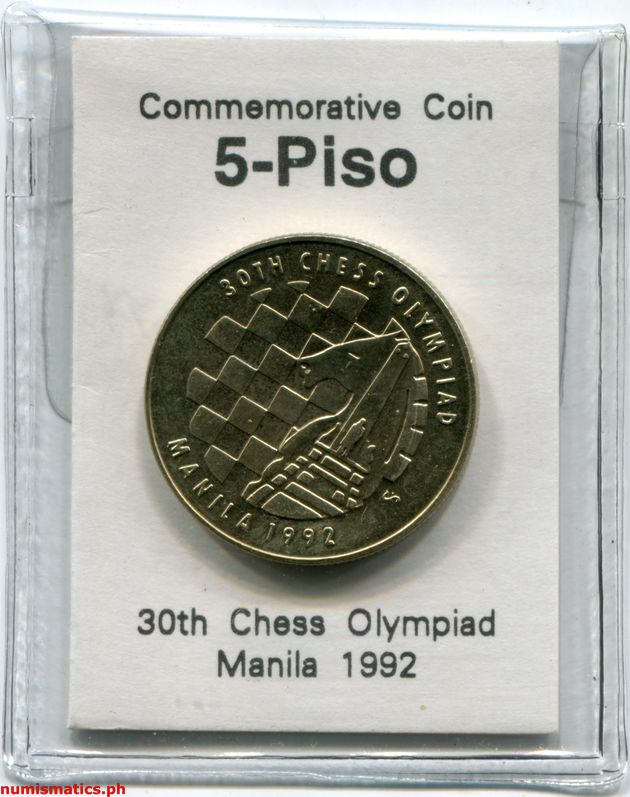 Commemorative Coin
5-Piso
30TH CHESS OLYMPIAD
MANILA 1992
30th Chess Olympiad
Manila 1992
numismatics.ph